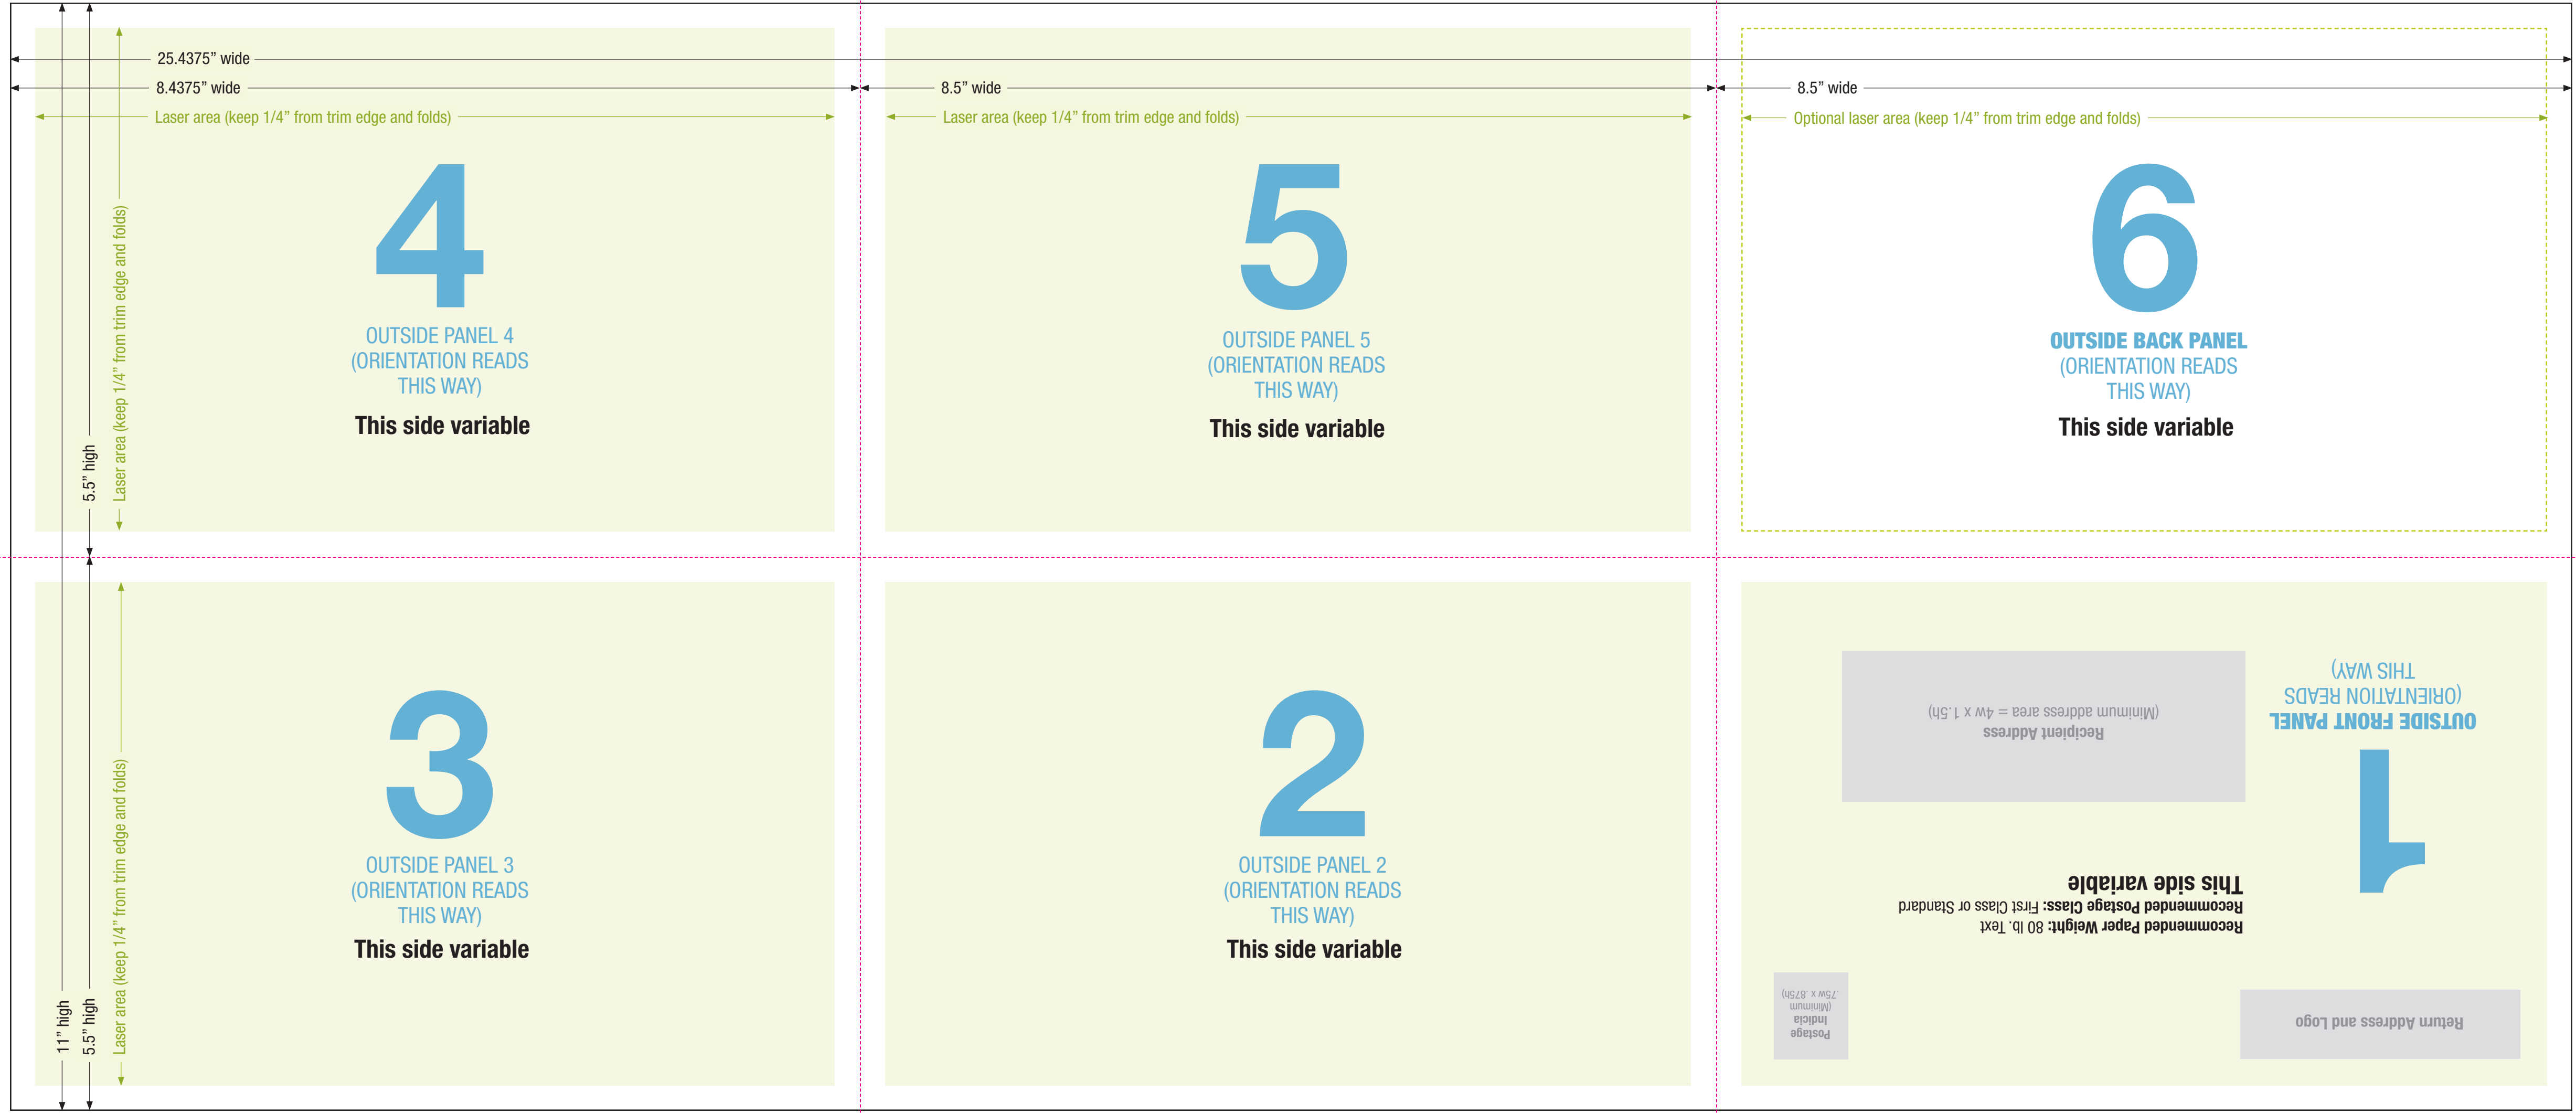 25.4375” wide
8.4375” wide
8.5” wide
8.5” wide
Laser area (keep 1/4” from trim edge and folds)
Laser area (keep 1/4” from trim edge and folds)
Optional laser area (keep 1/4” from trim edge and folds)
5.5” high
Laser area (keep 1/4” from trim edge and folds)
4
OUTSIDE PANEL 4
(ORIENTATION READS
THIS WAY)
This side variable
5
OUTSIDE PANEL 5
(ORIENTATION READS
THIS WAY)
This side variable
6
OUTSIDE BACK PANEL
(ORIENTATION READS
THIS WAY)
This side variable
11” high
5.5” high
Laser area (keep 1/4” from trim edge and folds)
3
OUTSIDE PANEL 3
(ORIENTATION READS
THIS WAY)
This side variable
2
OUTSIDE PANEL 2
(ORIENTATION READS
THIS WAY)
This side variable
Return Address and Logo
Postage
Indicia
(Minimum
.75w x .875h)
Recommended Paper Weight: 80 lb. Text
Recommended Postage Class: First Class or Standard
This side variable
1
OUTSIDE FRONT PANEL
(ORIENTATION READS
THIS WAY)
Recipient Address
(Minimum address area = 4w x 1.5h)